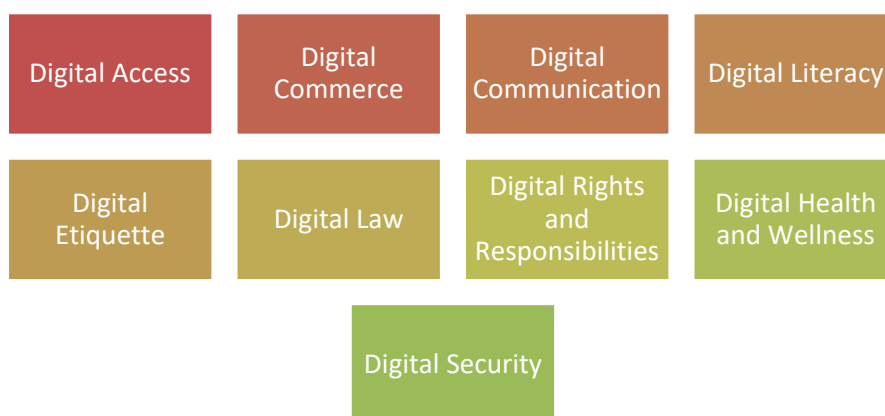 Digital Access
Digital
Commerce
Digital
Communication
Digital Literacy
Digital
Etiquette
Digital Law
Digital Rights
and
Responsibilities
Digital Health
and Wellness
Digital Security